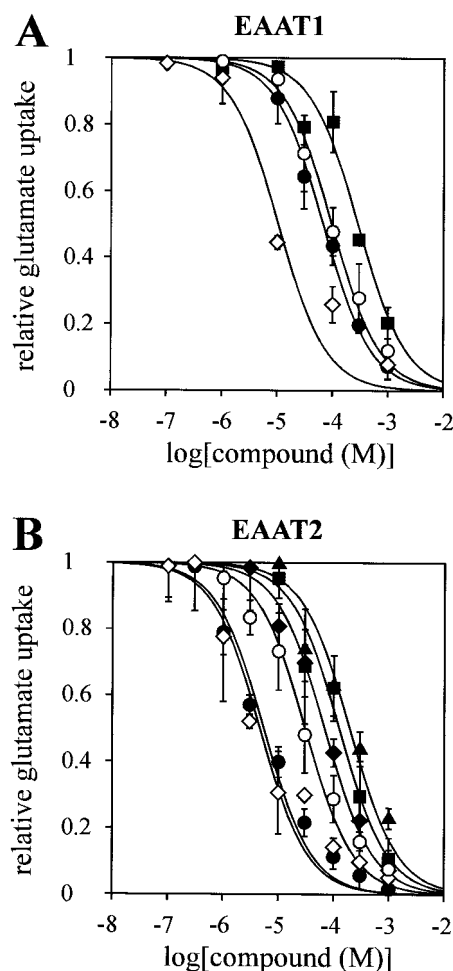 A EAAT1
relative glutamate uptake
1
0.8
0.6
0.4
0.2
0
-8 -7 -6 -5 -4 -3 -2
log[compound (M)]
B EAAT2
relative glutamate uptake
1
0.8
0.6
0.4
0.2
0
-8 -7 -6 -5 -4 -3 -2
log[compound (M)]